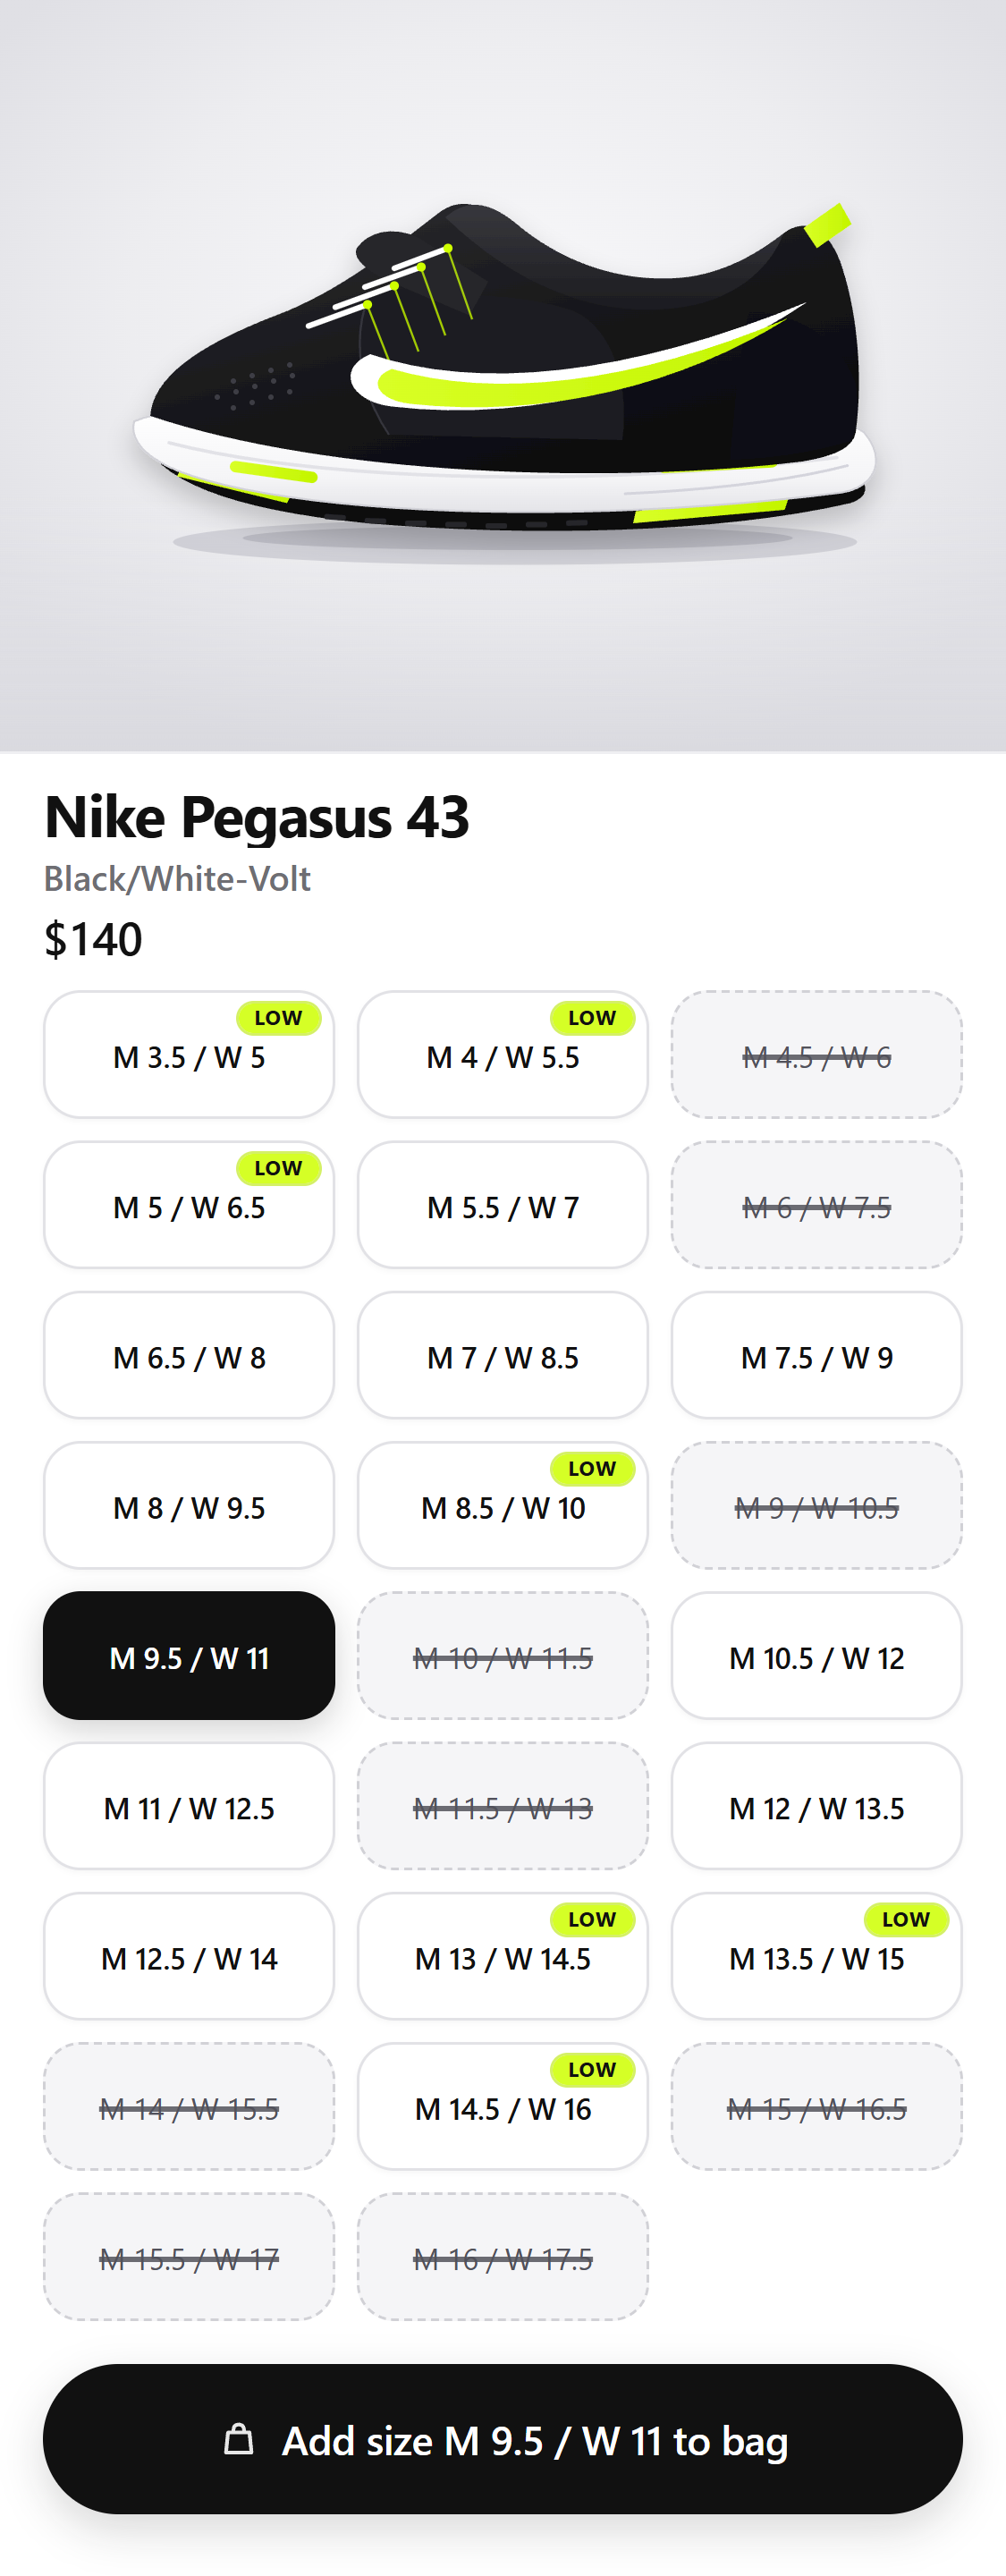 Nike Pegasus 43
Black/White-Volt
$140
LOW
M 3.5 / W 5
LOW
M 4 / W 5.5
M 4.5 / W 6
LOW
M 5 / W 6.5
M 5.5 / W 7
M 6 / W 7.5
M 6.5 / W 8
M 7 / W 8.5
M 7.5 / W 9
M 8 / W 9.5
LOW
M 8.5 / W 10
M 9 / W 10.5
M 9.5 / W 11
M 10 / W 11.5
M 10.5 / W 12
M 11 / W 12.5
M 11.5 / W 13
M 12 / W 13.5
M 12.5 / W 14
LOW
M 13 / W 14.5
LOW
M 13.5 / W 15
M 14 / W 15.5
LOW
M 14.5 / W 16
M 15 / W 16.5
M 15.5 / W 17
M 16 / W 17.5
Add size M 9.5 / W 11 to bag